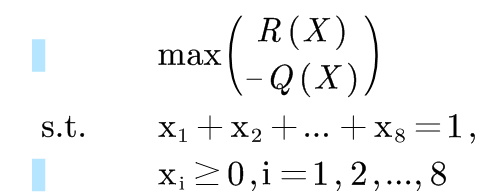 max ( R(X)
-Q(X) )
s.t. x₁ + x₂ + ... + x₈ = 1,
xᵢ ≥ 0, i = 1, 2, ..., 8